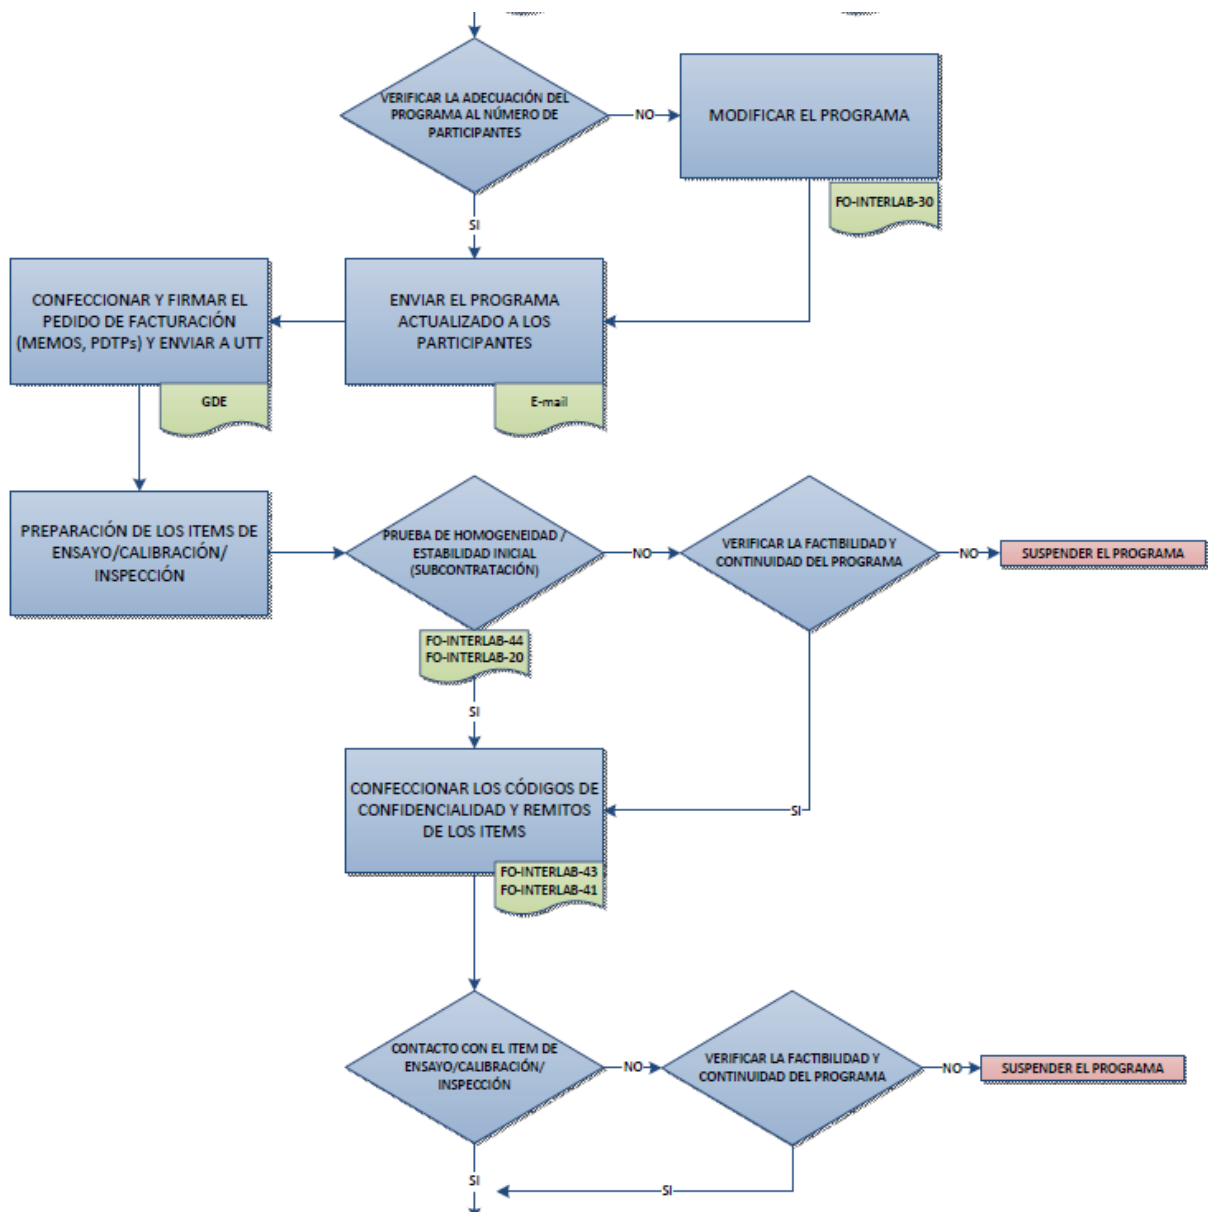 VERIFICAR LA ADECUACIÓN DEL
PROGRAMA AL NÚMERO DE
PARTICIPANTES
NO
MODIFICAR EL PROGRAMA
FO-INTERLAB-30
SI
CONFECCIONAR Y FIRMAR EL
PEDIDO DE FACTURACIÓN
(MEMOS, PDTPs) Y ENVIAR A UTT
GDE
ENVIAR EL PROGRAMA
ACTUALIZADO A LOS
PARTICIPANTES
E-mail
PREPARACIÓN DE LOS ITEMS DE
ENSAYO/CALIBRACIÓN/
INSPECCIÓN
PRUEBA DE HOMOGENEIDAD /
ESTABILIDAD INICIAL
(SUBCONTRATACIÓN)
NO
VERIFICAR LA FACTIBILIDAD Y
CONTINUIDAD DEL PROGRAMA
NO
SUSPENDER EL PROGRAMA
FO-INTERLAB-44
FO-INTERLAB-20
SI
CONFECCIONAR LOS CÓDIGOS DE
CONFIDENCIALIDAD Y REMITOS
DE LOS ITEMS
SI
FO-INTERLAB-43
FO-INTERLAB-41
CONTACTO CON EL ITEM DE
ENSAYO/CALIBRACIÓN/
INSPECCIÓN
NO
VERIFICAR LA FACTIBILIDAD Y
CONTINUIDAD DEL PROGRAMA
NO
SUSPENDER EL PROGRAMA
SI
SI